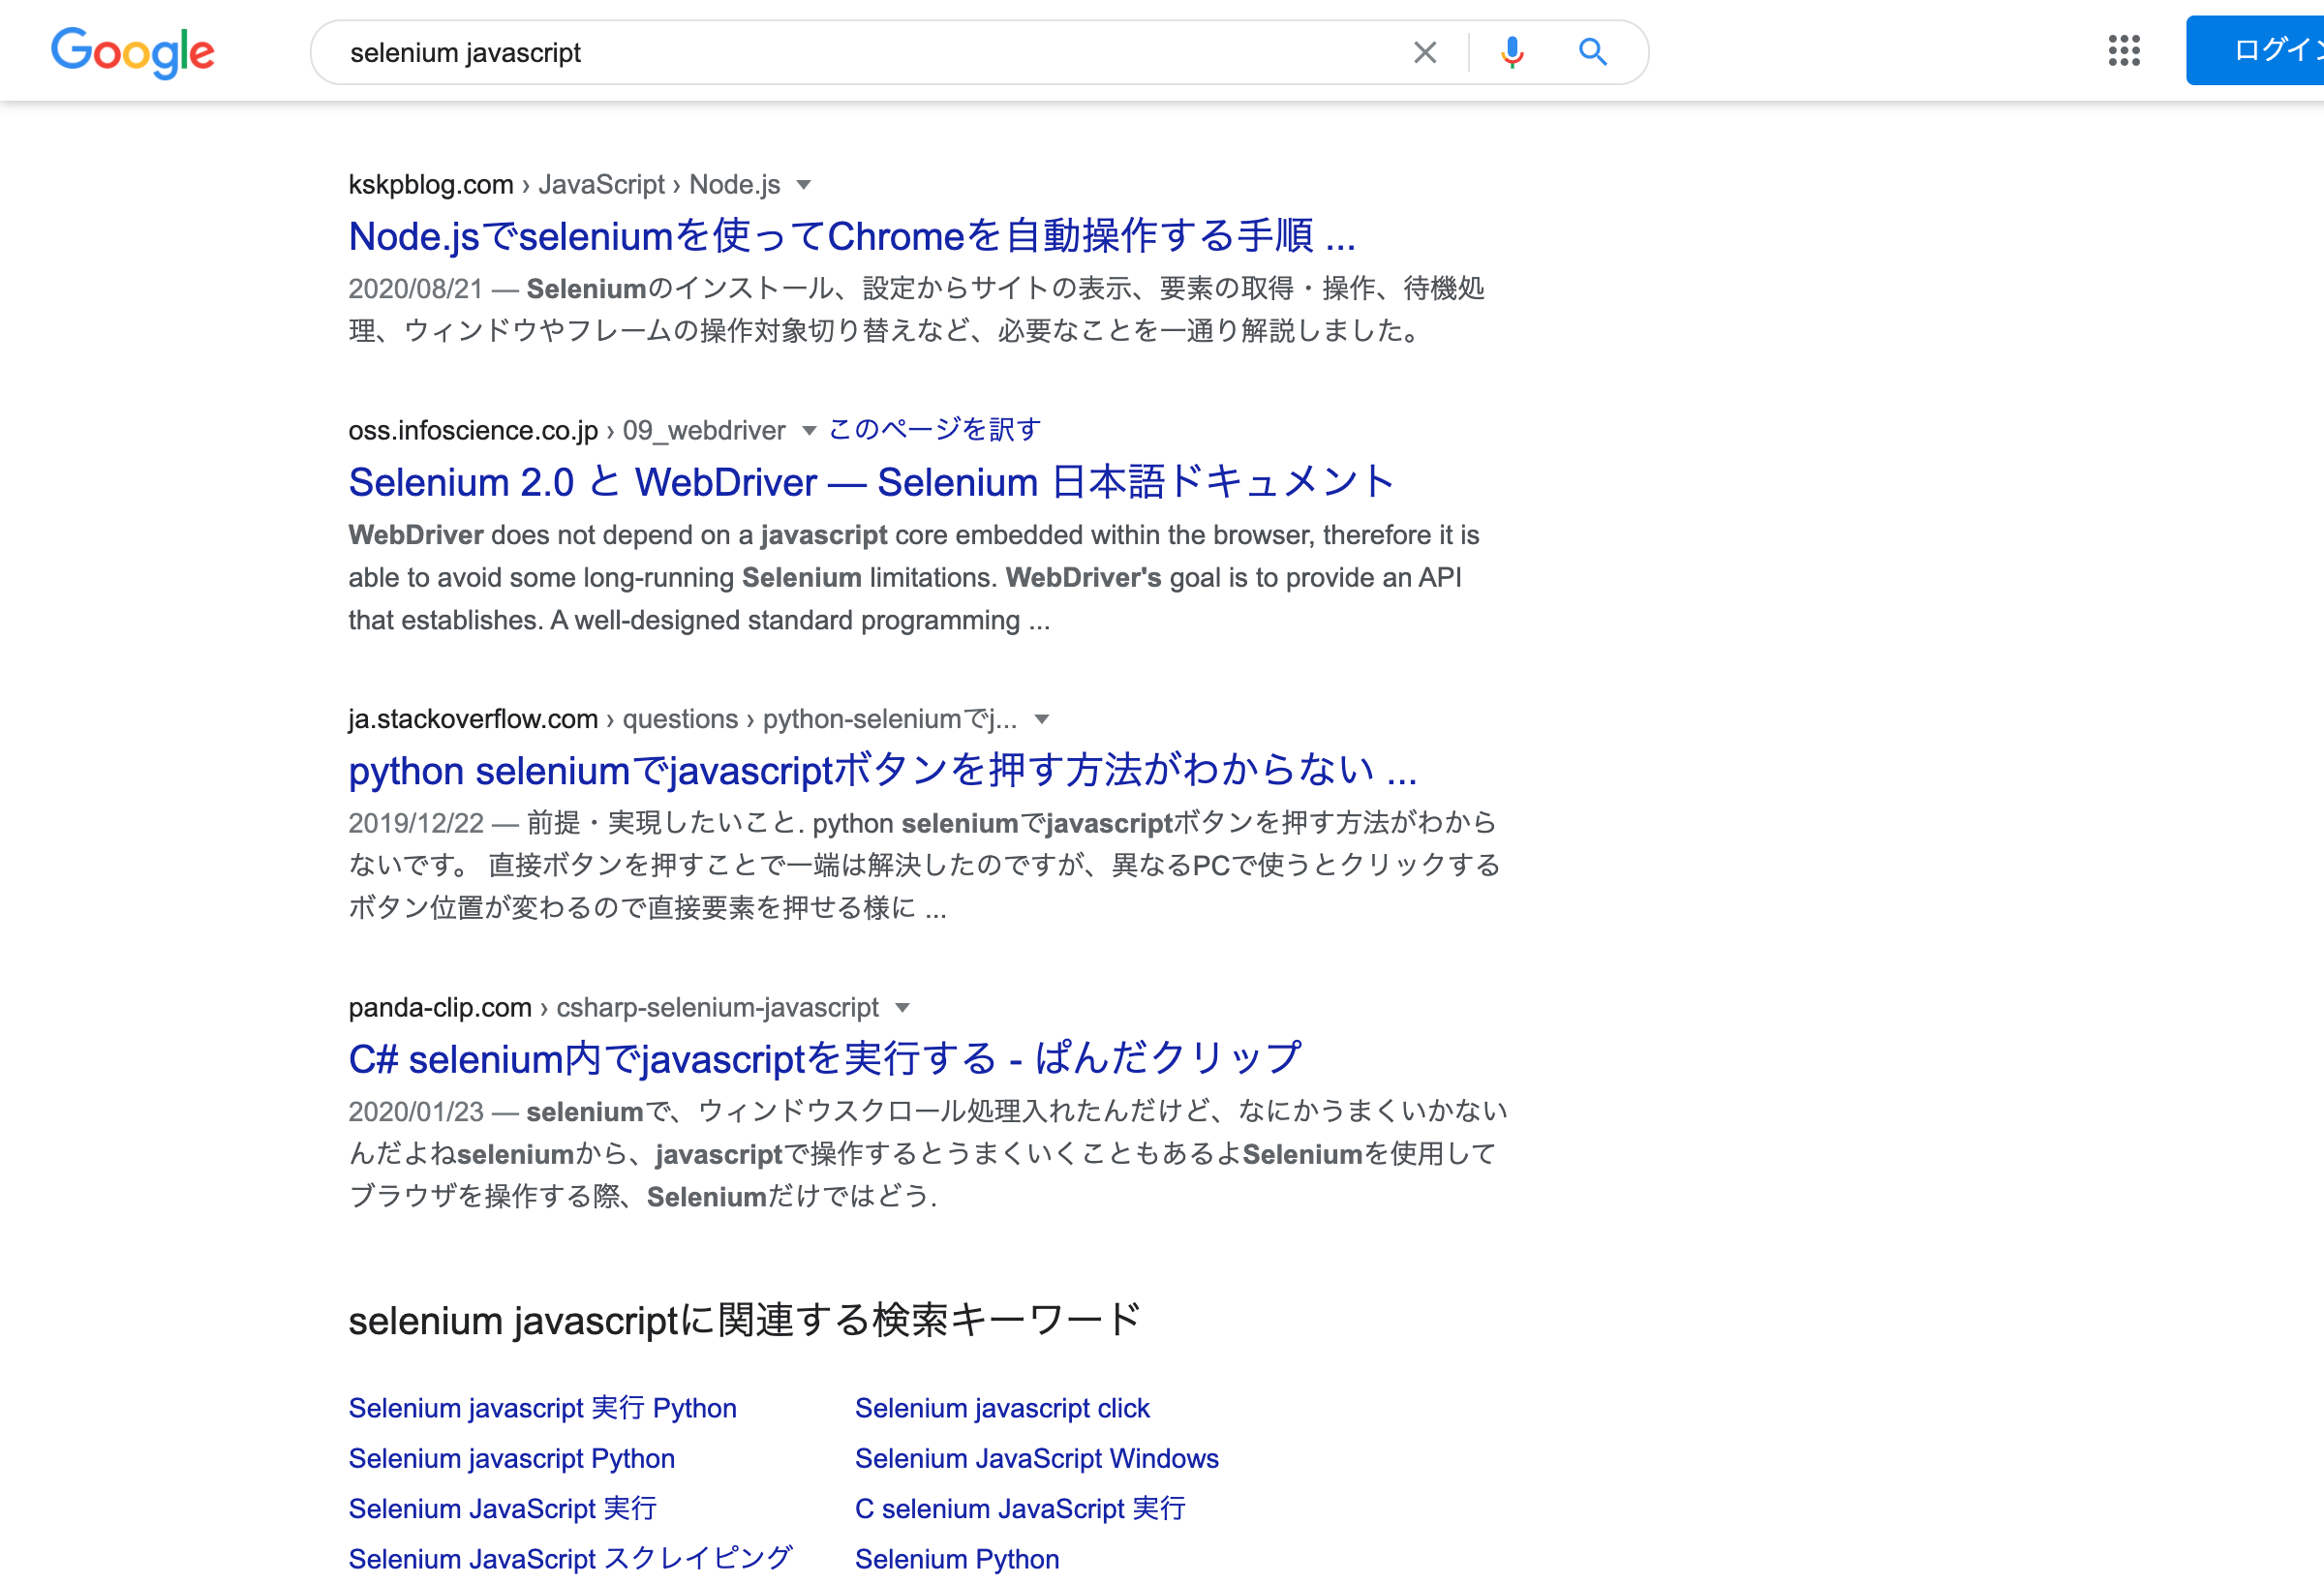 Google
selenium javascript
ログイン
kskpblog.com › JavaScript › Node.js
Node.jsでseleniumを使ってChromeを自動操作する手順 ...
2020/08/21 — Seleniumのインストール、設定からサイトの表示、要素の取得・操作、待機処
理、ウィンドウやフレームの操作対象切り替えなど、必要なことを一通り解説しました。
oss.infoscience.co.jp › 09_webdriver このページを訳す
Selenium 2.0 と WebDriver — Selenium 日本語ドキュメント
WebDriver does not depend on a javascript core embedded within the browser, therefore it is
able to avoid some long-running Selenium limitations. WebDriver's goal is to provide an API
that establishes. A well-designed standard programming ...
ja.stackoverflow.com › questions › python-seleniumでj...
python seleniumでjavascriptボタンを押す方法がわからない ...
2019/12/22 — 前提・実現したいこと. python seleniumでjavascriptボタンを押す方法がわから
ないです。 直接ボタンを押すことで一端は解決したのですが、異なるPCで使うとクリックする
ボタン位置が変わるので直接要素を押せる様に ...
panda-clip.com › csharp-selenium-javascript
C# selenium内でjavascriptを実行する - ぱんだクリップ
2020/01/23 — seleniumで、ウィンドウスクロール処理入れたんだけど、なにかうまくいかない
んだよねseleniumから、javascriptで操作するとうまくいくこともあるよSeleniumを使用して
ブラウザを操作する際、Seleniumだけではどう.
selenium javascriptに関連する検索キーワード
Selenium javascript 実行 Python
Selenium javascript click
Selenium javascript Python
Selenium JavaScript Windows
Selenium JavaScript 実行
C selenium JavaScript 実行
Selenium JavaScript スクレイピング
Selenium Python